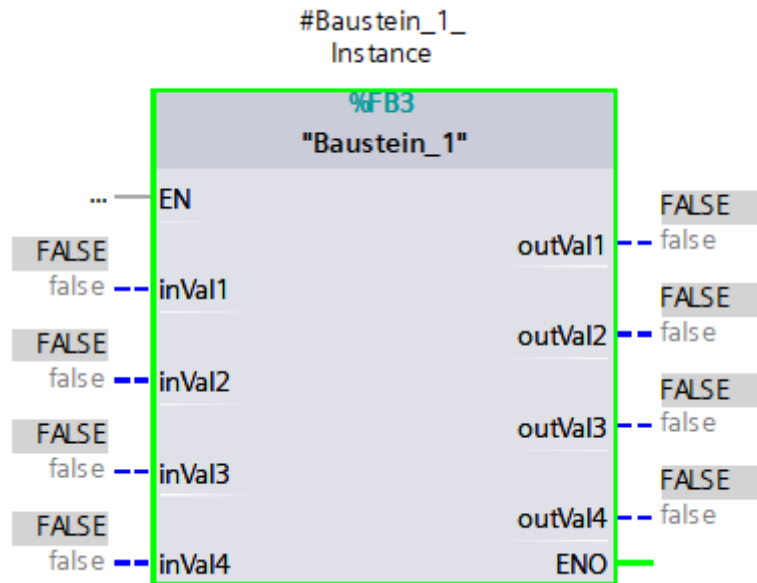 #Baustein_1_
Instance
%FB3
"Baustein_1"
... EN
FALSE
outVal1 false
FALSE
false inVal1
FALSE
outVal2 false
FALSE
false inVal2
FALSE
outVal3 false
FALSE
false inVal3
FALSE
outVal4 false
FALSE
false inVal4
ENO